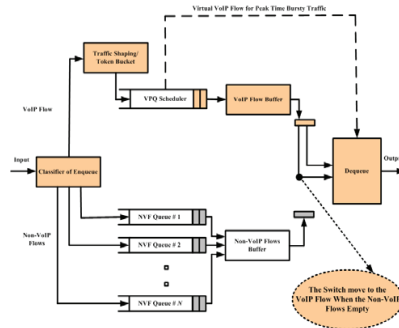 Virtual VoIP Flow for Peak Time Bursty Traffic
Traffic Shaping/
Token Bucket
VPQ Scheduler
VoIP Flow Buffer
VoIP Flow
Input
Classifier of Enqueue
Dequeue
Output
Non-VoIP
Flows
NVF Queue # 1
NVF Queue # 2
NVF Queue # N
Non-VoIP Flows
Buffer
The Switch move to the
VoIP Flow When the Non-VoIP
Flows Empty